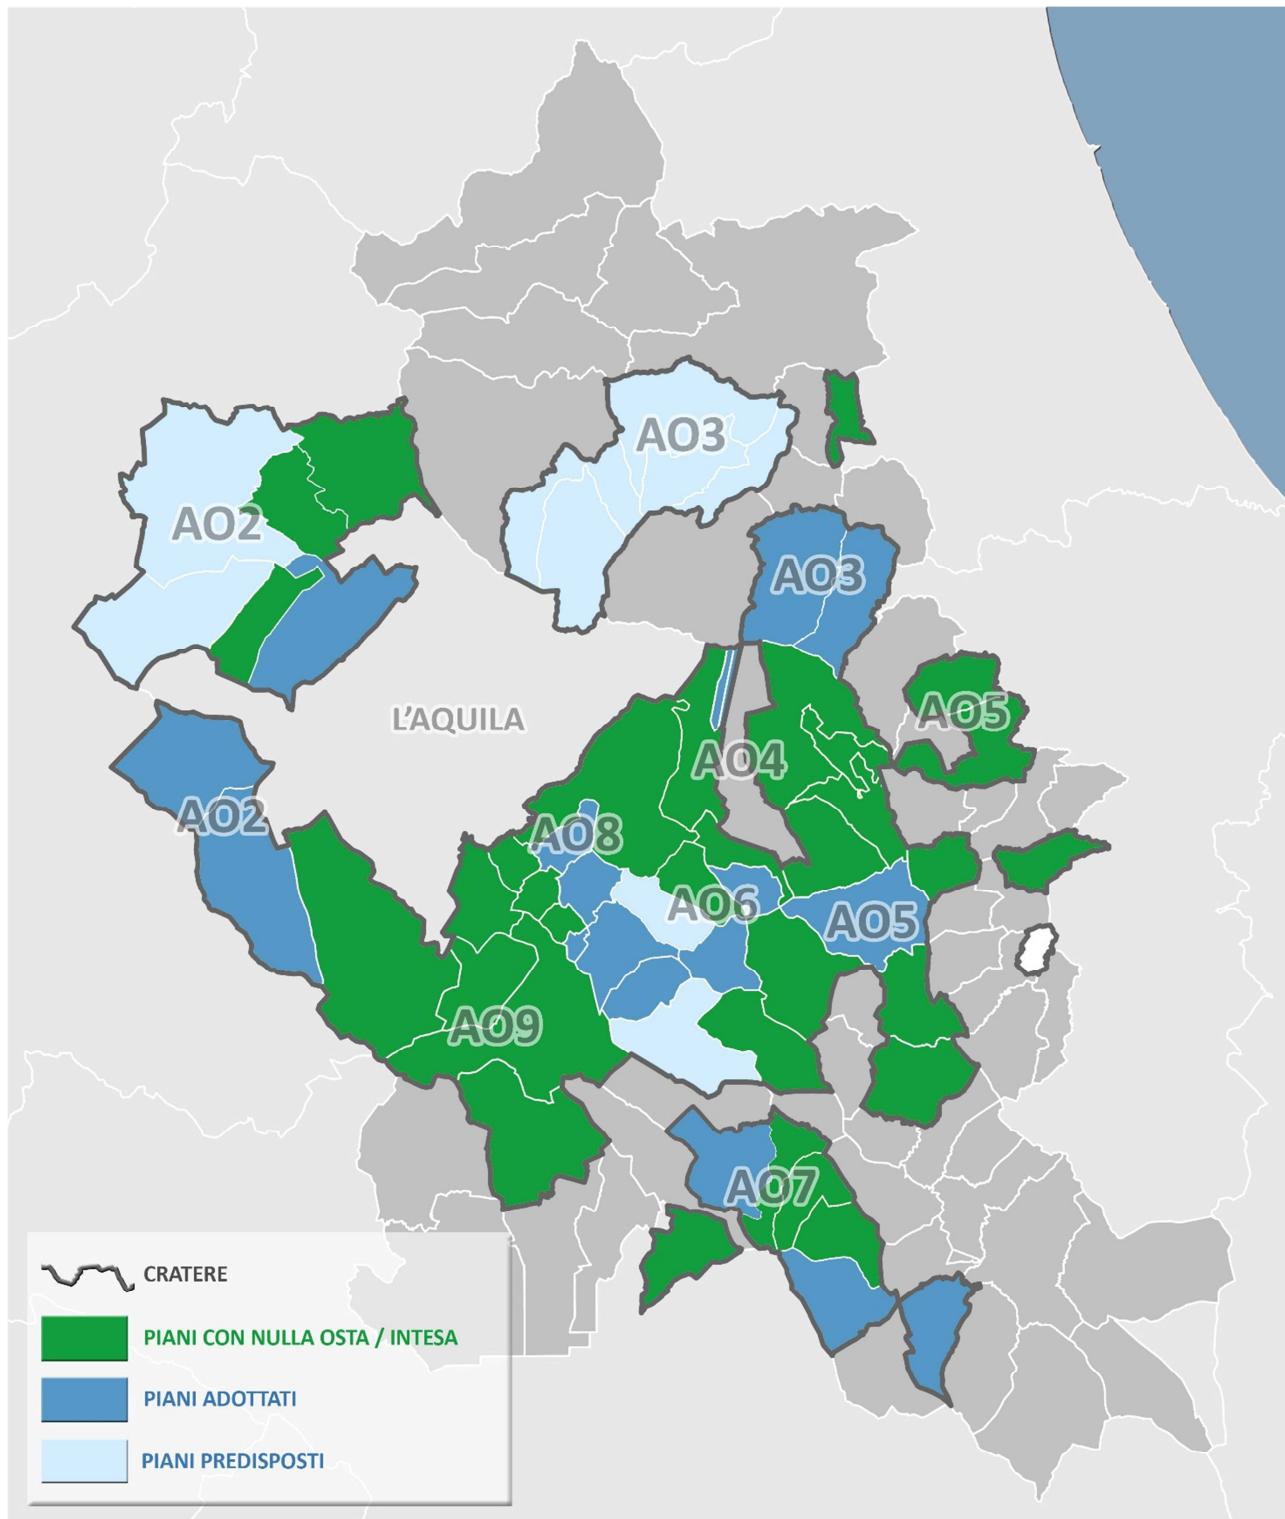 AO3
AO2
AO3
AO5
L'AQUILA
AO4
AO2
AO8
AO6
AO5
AO9
AO7
CRATERE
PIANI CON NULLA OSTA / INTESA
PIANI ADOTTATI
PIANI PREDISPOSTI